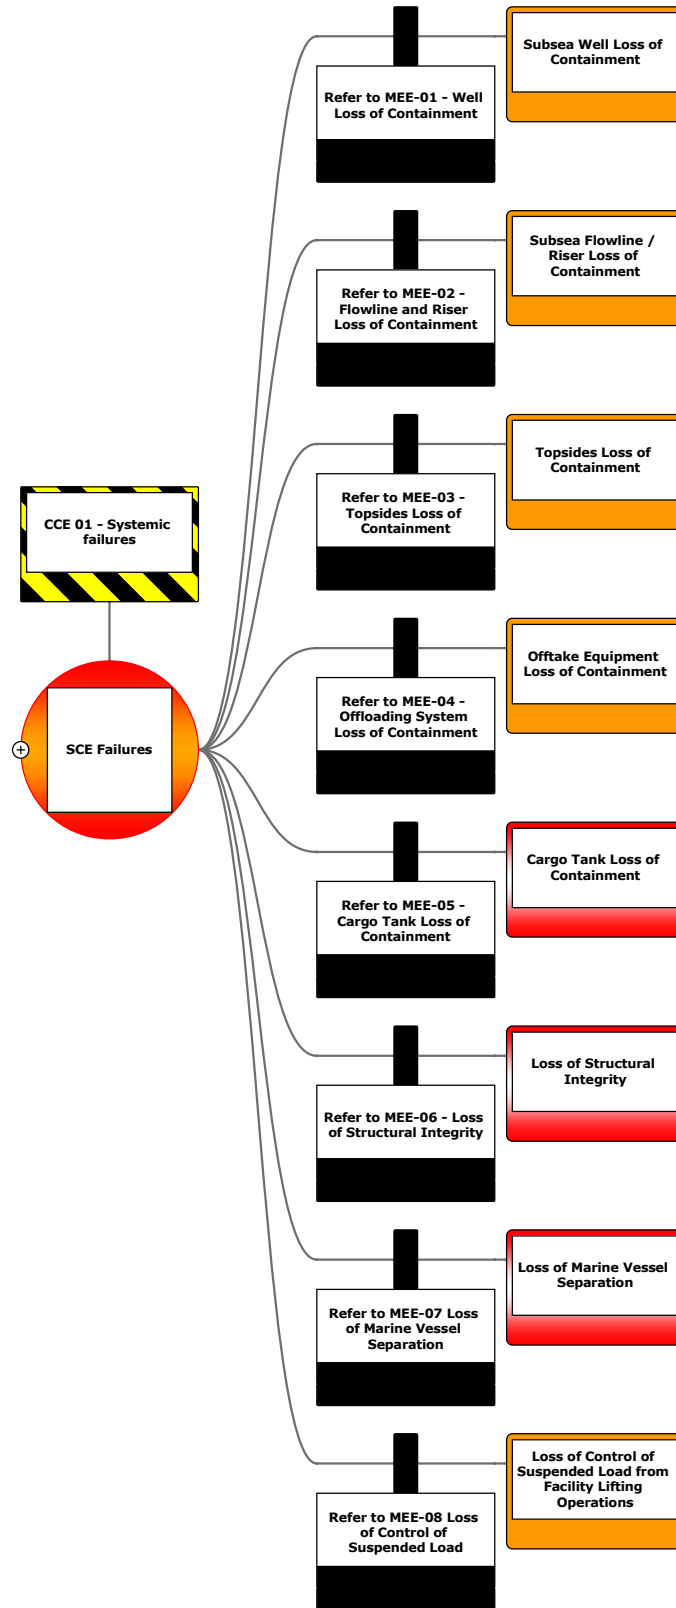 Subsea Well Loss of
Containment
Refer to MEE-01 - Well
Loss of Containment
Subsea Flowline /
Riser Loss of
Containment
Refer to MEE-02 -
Flowline and Riser
Loss of Containment
Topsides Loss of
Containment
Refer to MEE-03 -
Topsides Loss of
Containment
CCE 01 - Systemic
failures
Offtake Equipment
Loss of Containment
Refer to MEE-04 -
Offloading System
Loss of Containment
SCE Failures
Cargo Tank Loss of
Containment
Refer to MEE-05 -
Cargo Tank Loss of
Containment
Loss of Structural
Integrity
Refer to MEE-06 - Loss
of Structural Integrity
Loss of Marine Vessel
Separation
Refer to MEE-07 Loss
of Marine Vessel
Separation
Loss of Control of
Suspended Load from
Facility Lifting
Operations
Refer to MEE-08 Loss
of Control of
Suspended Load